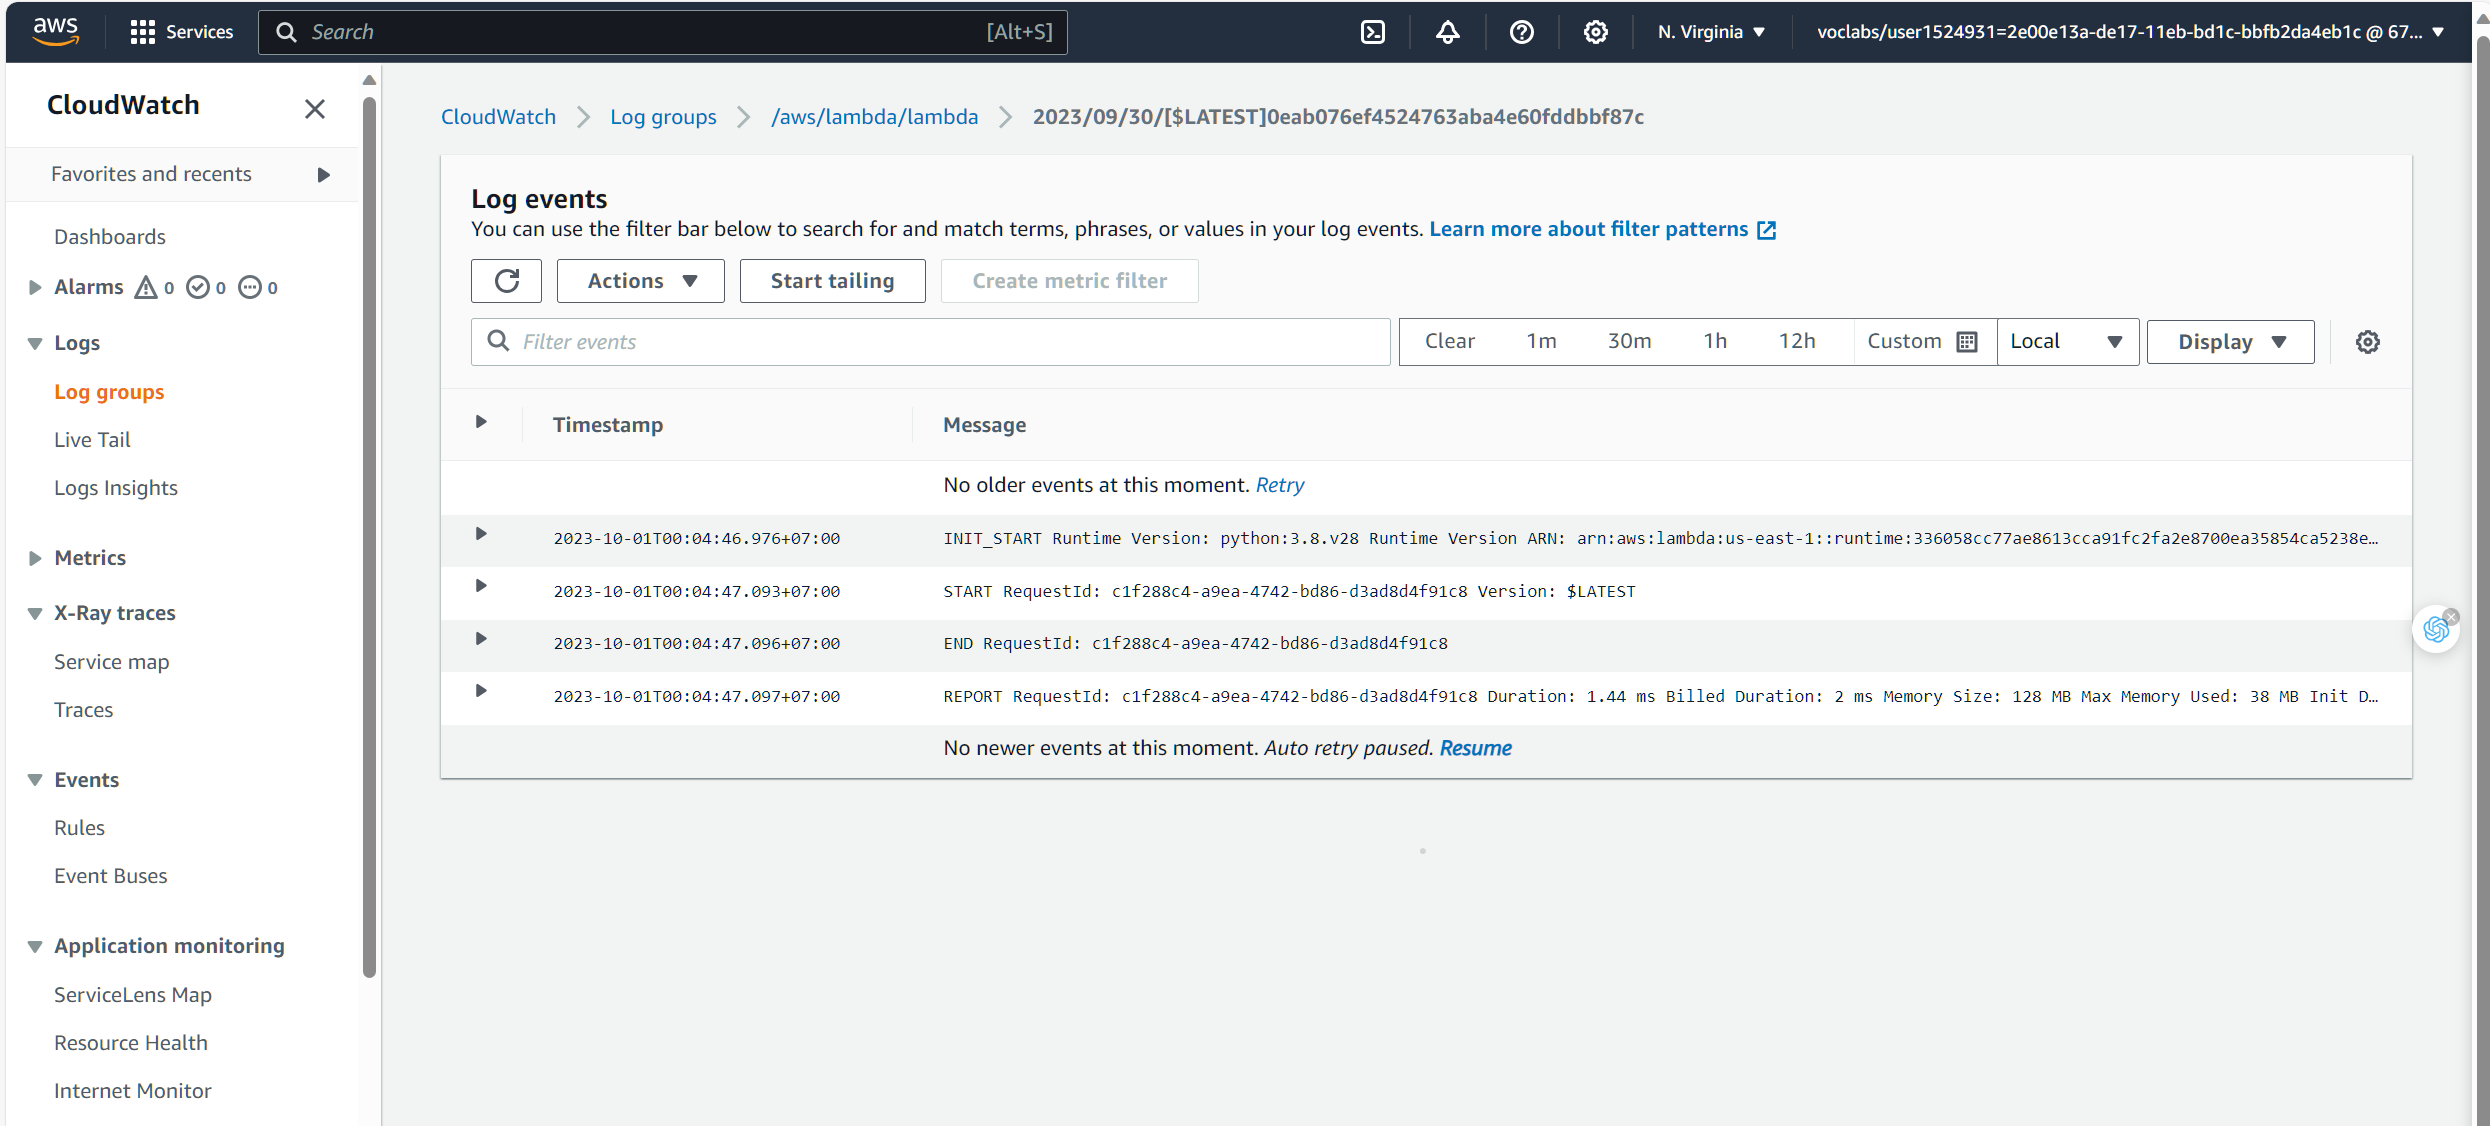 aws Services Search [Alt+S] N. Virginia voclabs/user1524931=2e00e13a-de17-11eb-bd1c-bbfb2da4eb1c @ 67...
CloudWatch
Favorites and recents
Dashboards
Alarms 0 0 0
Logs
Log groups
Live Tail
Logs Insights
Metrics
X-Ray traces
Service map
Traces
Events
Rules
Event Buses
Application monitoring
ServiceLens Map
Resource Health
Internet Monitor
CloudWatch Log groups /aws/lambda/lambda 2023/09/30/[$LATEST]0eab076ef4524763aba4e60fddbbf87c
Log events
You can use the filter bar below to search for and match terms, phrases, or values in your log events. Learn more about filter patterns
Actions Start tailing Create metric filter
Filter events Clear 1m 30m 1h 12h Custom Local Display
Timestamp Message
No older events at this moment. Retry
2023-10-01T00:04:46.976+07:00 INIT_START Runtime Version: python:3.8.v28 Runtime Version ARN: arn:aws:lambda:us-east-1::runtime:336058cc77ae8613cca91fc2fa2e8700ea35854ca5238e...
2023-10-01T00:04:47.093+07:00 START RequestId: c1f288c4-a9ea-4742-bd86-d3ad8d4f91c8 Version: $LATEST
2023-10-01T00:04:47.096+07:00 END RequestId: c1f288c4-a9ea-4742-bd86-d3ad8d4f91c8
2023-10-01T00:04:47.097+07:00 REPORT RequestId: c1f288c4-a9ea-4742-bd86-d3ad8d4f91c8 Duration: 1.44 ms Billed Duration: 2 ms Memory Size: 128 MB Max Memory Used: 38 MB Init D...
No newer events at this moment. Auto retry paused. Resume